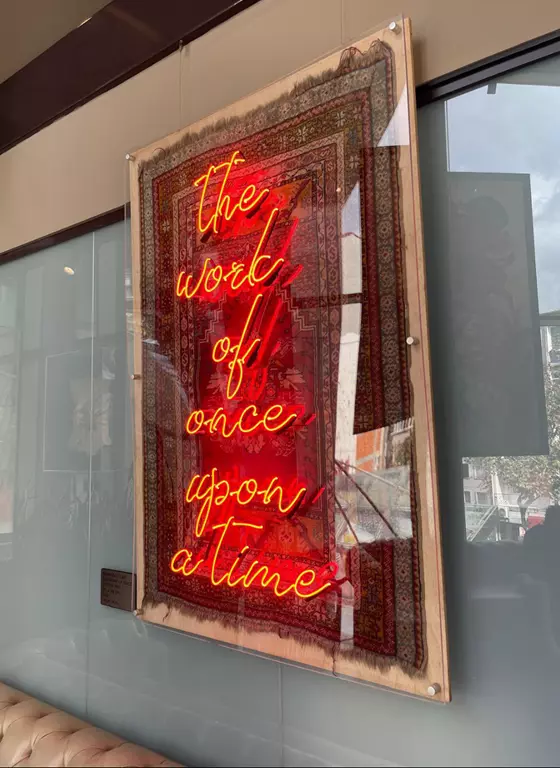 the
work
of
once
upon
a time